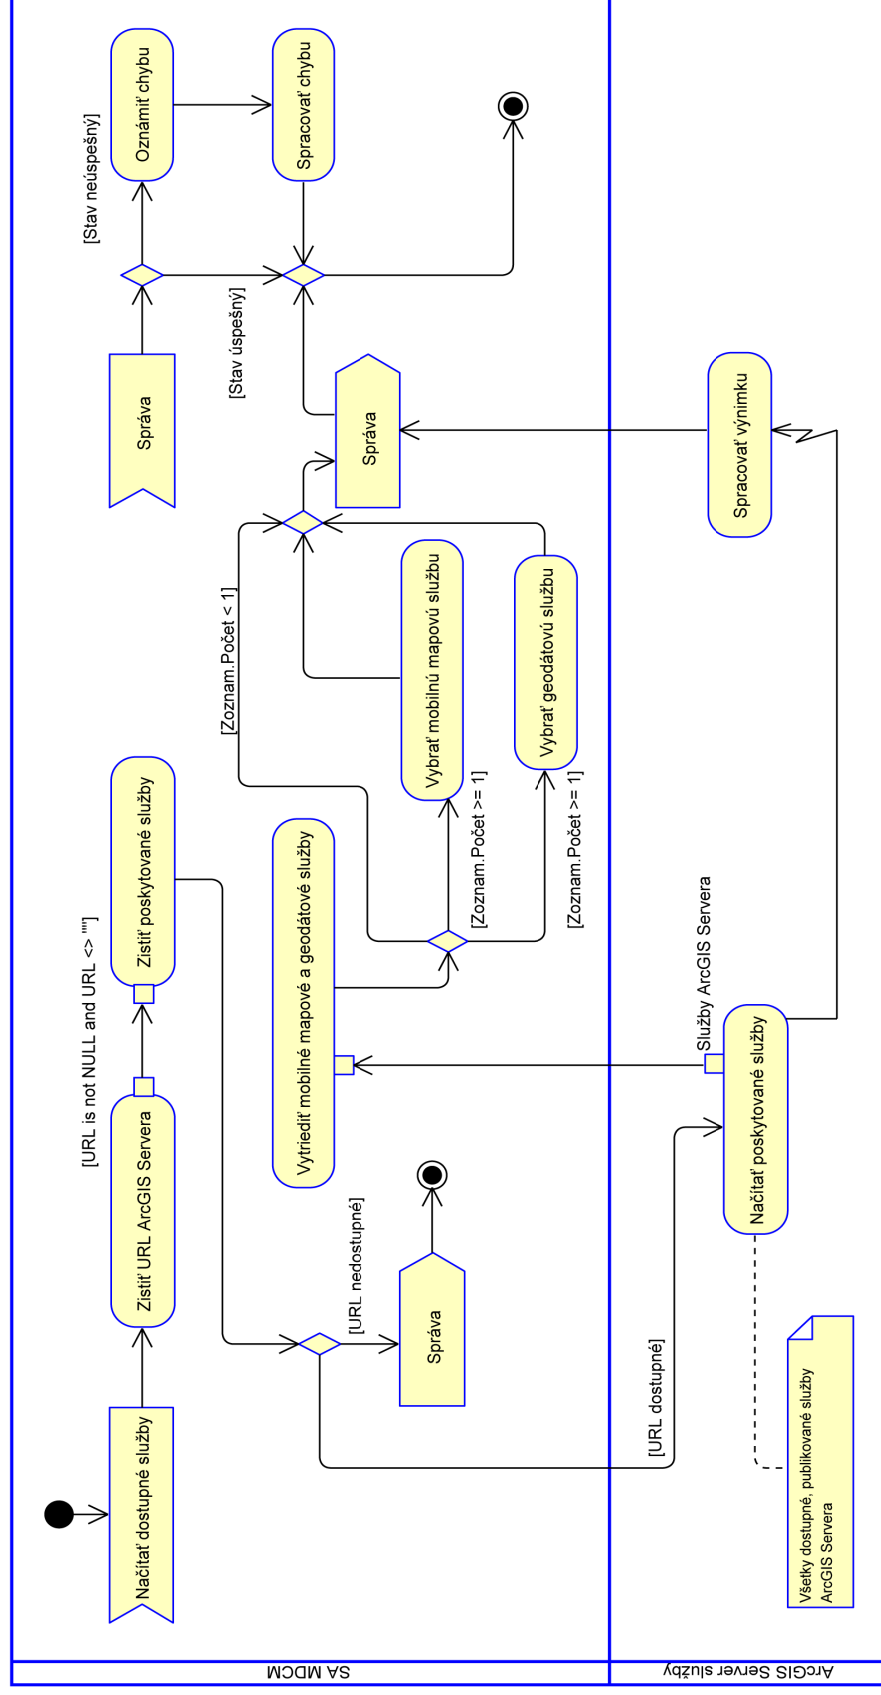 SA MDCM
Načítať dostupné služby
Zistiť URL ArcGIS Servera
[URL is not NULL and URL <> ""]
Zistiť poskytované služby
Správa
[Stav neúspešný]
Oznámiť chybu
[URL nedostupné]
Správa
Vytriediť mobilné mapové a geodátové služby
[Zoznam.Počet < 1]
[Stav úspešný]
Spracovať chybu
Správa
[Zoznam.Počet >= 1]
Vybrať mobilnú mapovú službu
[Zoznam.Počet >= 1]
Vybrať geodátovú službu
ArcGIS Server služby
[URL dostupné]
Služby ArcGIS Servera
Načítať poskytované služby
Spracovať výnimku
Všetky dostupné, publikované služby
ArcGIS Servera